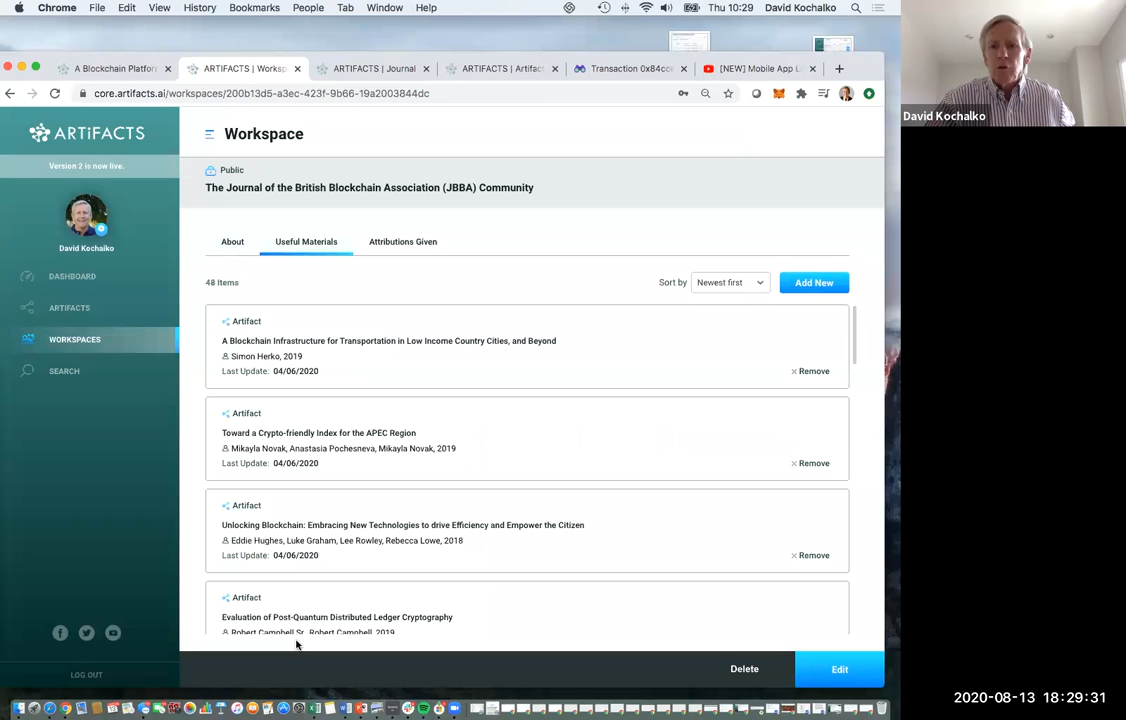 Chrome File Edit View History Bookmarks People Tab Window Help Thu 10:29 David Kochalko
A Blockchain Platfor ARTIFACTS | Worksp ARTIFACTS | Journal ARTIFACTS | Artifact Transaction 0x84cc [NEW] Mobile App L
core.artifacts.ai/workspaces/200b13d5-a3ec-423f-9b66-19a2003844dc
David Kochalko
ARTiFACTS
Version 2 is now live.
David Kochalko
DASHBOARD
ARTIFACTS
WORKSPACES
SEARCH
LOG OUT
Workspace
Public
The Journal of the British Blockchain Association (JBBA) Community
About Useful Materials Attributions Given
48 Items Sort by Newest first Add New
Artifact
A Blockchain Infrastructure for Transportation in Low Income Country Cities, and Beyond
Simon Herko, 2019
Last Update: 04/06/2020 Remove
Artifact
Toward a Crypto-friendly Index for the APEC Region
Mikayla Novak, Anastasia Pochesneva, Mikayla Novak, 2019
Last Update: 04/06/2020 Remove
Artifact
Unlocking Blockchain: Embracing New Technologies to drive Efficiency and Empower the Citizen
Eddie Hughes, Luke Graham, Lee Rowley, Rebecca Lowe, 2018
Last Update: 04/06/2020 Remove
Artifact
Evaluation of Post-Quantum Distributed Ledger Cryptography
Robert Campbell Sr, Robert Campbell, 2019
Delete Edit
2020-08-13 18:29:31